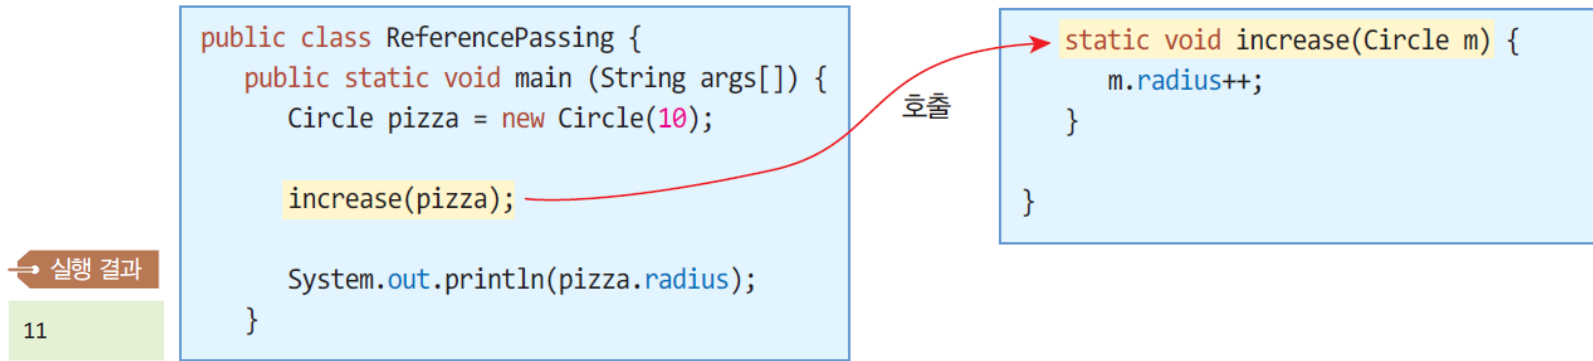 public class ReferencePassing {
public static void main (String args[]) {
Circle pizza = new Circle(10);
increase(pizza);
System.out.println(pizza.radius);
}
호출
static void increase(Circle m) {
m.radius++;
}
}
실행 결과
11